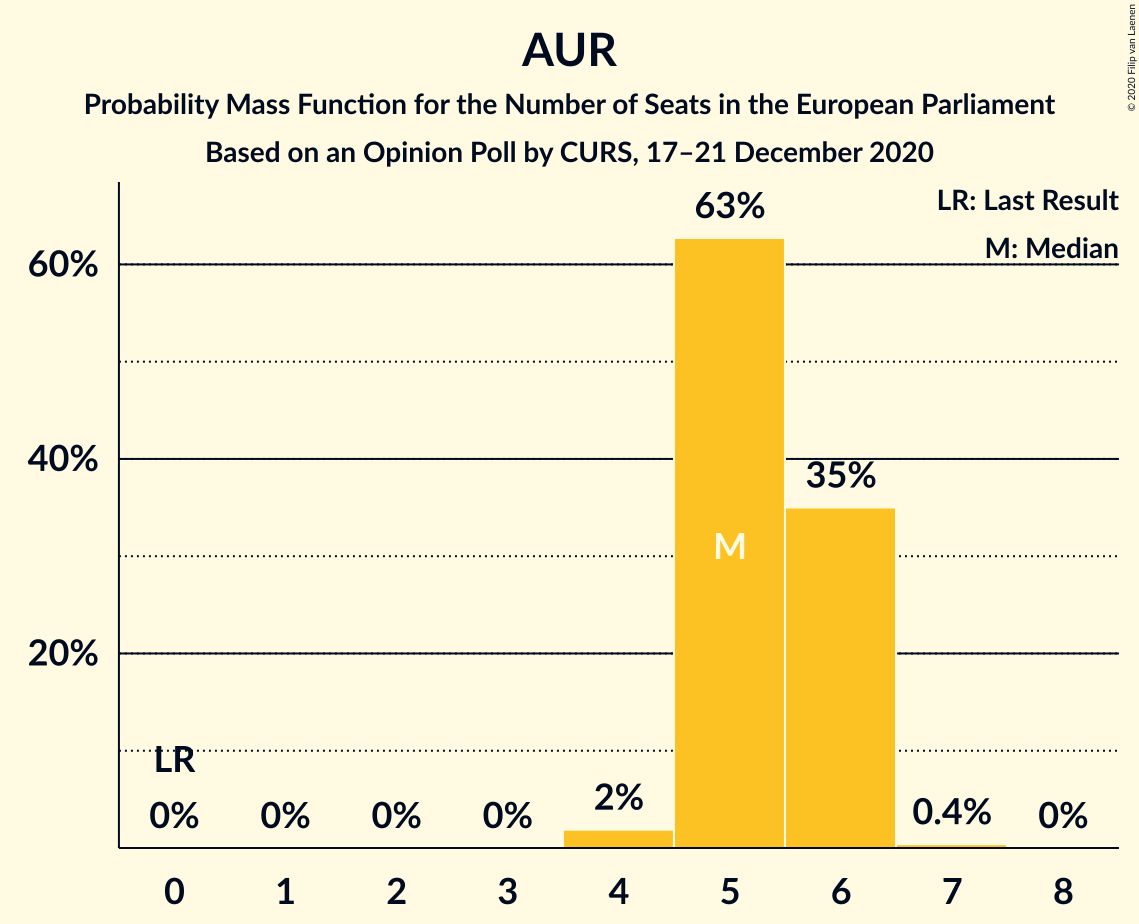 AUR
Probability Mass Function for the Number of Seats in the European Parliament
Based on an Opinion Poll by CURS, 17–21 December 2020
© 2020 Filip van Laenen
LR: Last Result
M: Median
63%
60%
40%
35%
M
20%
LR
0% 0% 0% 0% 2% 0.4% 0%
0 1 2 3 4 5 6 7 8